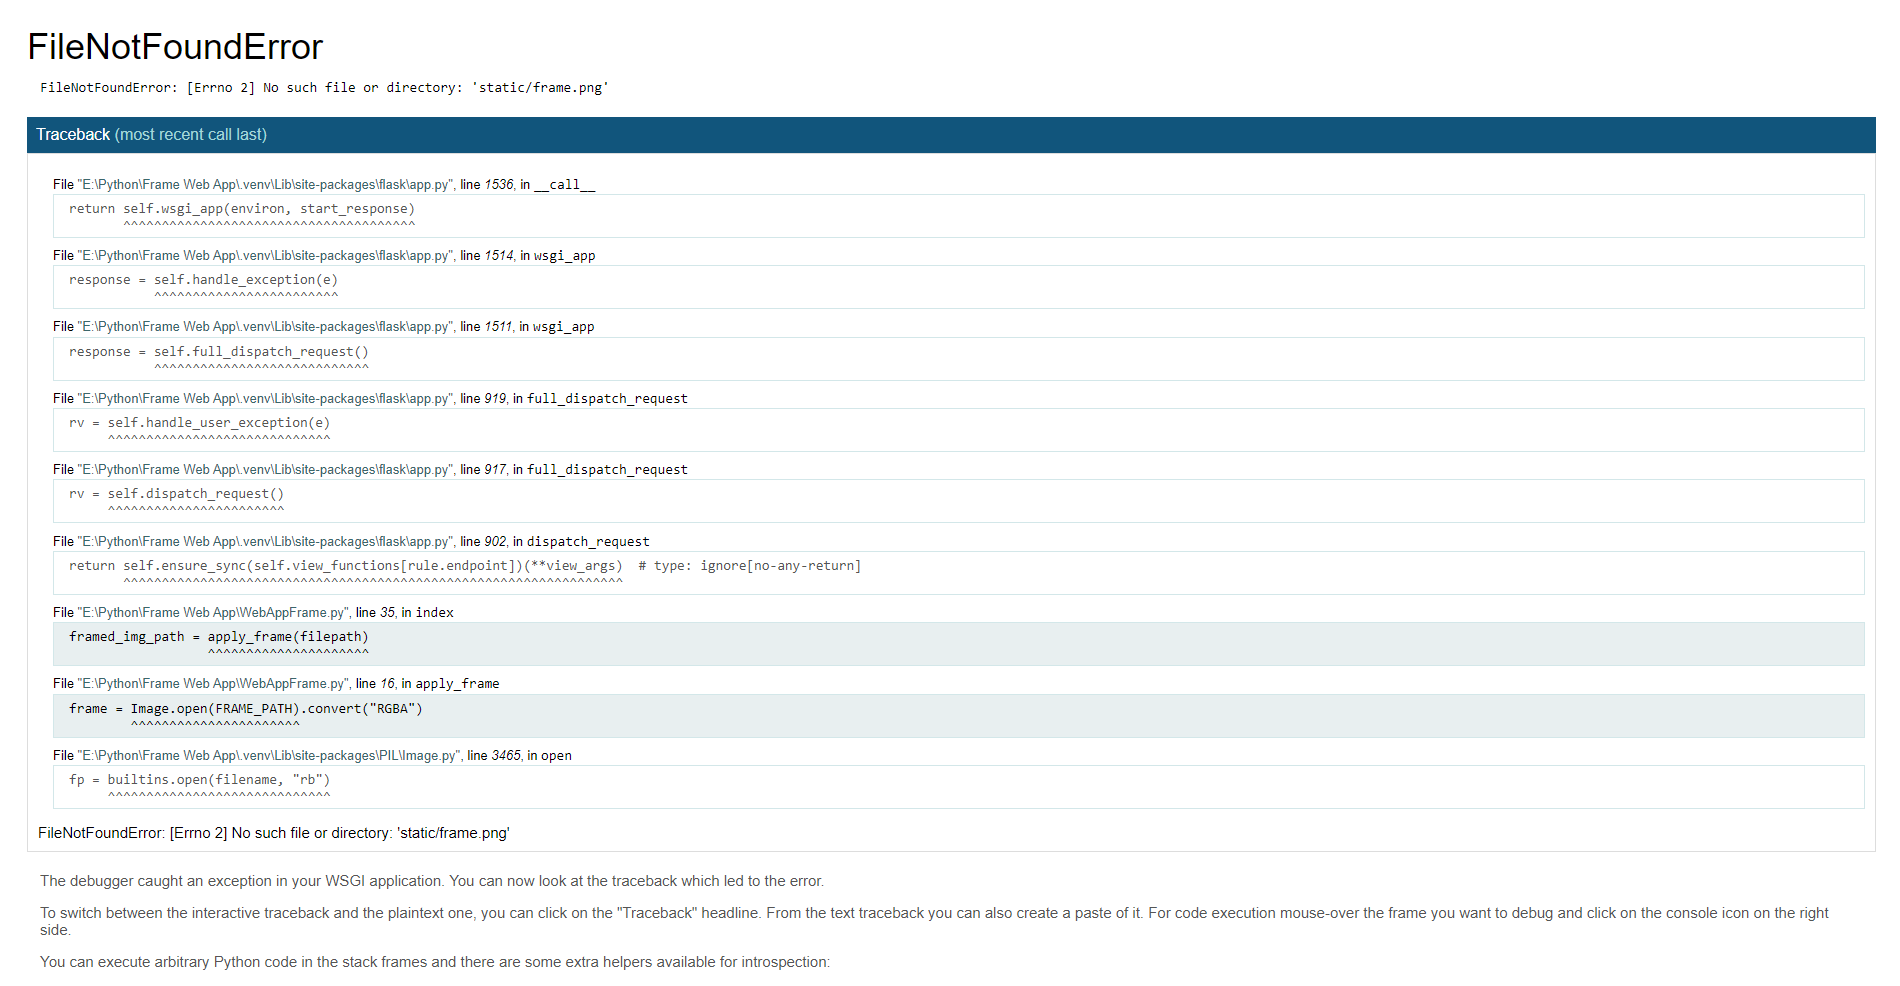 FileNotFoundError
FileNotFoundError: [Errno 2] No such file or directory: 'static/frame.png'
Traceback (most recent call last)
File "E:\Python\Frame Web App\.venv\Lib\site-packages\flask\app.py", line 1536, in __call__
return self.wsgi_app(environ, start_response)
^^^^^^^^^^^^^^^^^^^^^^^^^^^^^^^^^^^^^^
File "E:\Python\Frame Web App\.venv\Lib\site-packages\flask\app.py", line 1514, in wsgi_app
response = self.handle_exception(e)
^^^^^^^^^^^^^^^^^^^^^^^^
File "E:\Python\Frame Web App\.venv\Lib\site-packages\flask\app.py", line 1511, in wsgi_app
response = self.full_dispatch_request()
^^^^^^^^^^^^^^^^^^^^^^^^^^^^
File "E:\Python\Frame Web App\.venv\Lib\site-packages\flask\app.py", line 919, in full_dispatch_request
rv = self.handle_user_exception(e)
^^^^^^^^^^^^^^^^^^^^^^^^^^^^^
File "E:\Python\Frame Web App\.venv\Lib\site-packages\flask\app.py", line 917, in full_dispatch_request
rv = self.dispatch_request()
^^^^^^^^^^^^^^^^^^^^^^^
File "E:\Python\Frame Web App\.venv\Lib\site-packages\flask\app.py", line 902, in dispatch_request
return self.ensure_sync(self.view_functions[rule.endpoint])(**view_args)  # type: ignore[no-any-return]
^^^^^^^^^^^^^^^^^^^^^^^^^^^^^^^^^^^^^^^^^^^^^^^^^^^^^^^^^^^^^^^^^
File "E:\Python\Frame Web App\WebAppFrame.py", line 35, in index
framed_img_path = apply_frame(filepath)
^^^^^^^^^^^^^^^^^^^^^
File "E:\Python\Frame Web App\WebAppFrame.py", line 16, in apply_frame
frame = Image.open(FRAME_PATH).convert("RGBA")
^^^^^^^^^^^^^^^^^^^^^^
File "E:\Python\Frame Web App\.venv\Lib\site-packages\PIL\Image.py", line 3465, in open
fp = builtins.open(filename, "rb")
^^^^^^^^^^^^^^^^^^^^^^^^^^^^^
FileNotFoundError: [Errno 2] No such file or directory: 'static/frame.png'
The debugger caught an exception in your WSGI application. You can now look at the traceback which led to the error.
To switch between the interactive traceback and the plaintext one, you can click on the "Traceback" headline. From the text traceback you can also create a paste of it. For code execution mouse-over the frame you want to debug and click on the console icon on the right
side.
You can execute arbitrary Python code in the stack frames and there are some extra helpers available for introspection: